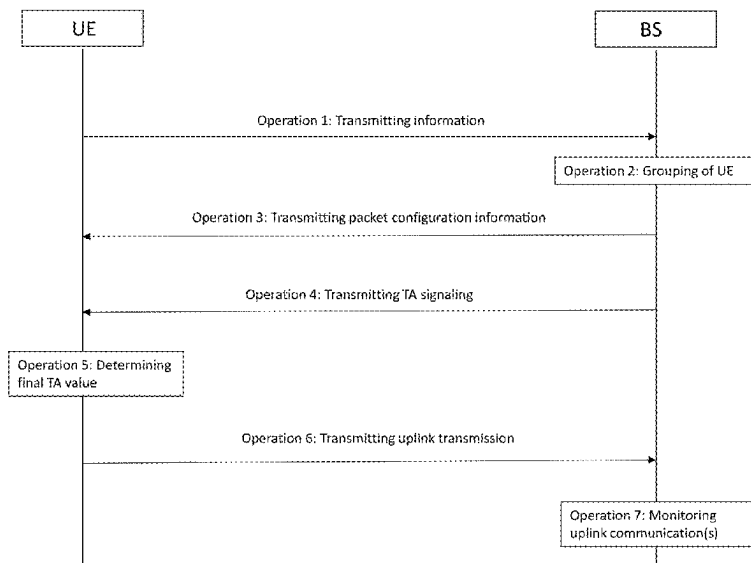 UE
BS
Operation 1: Transmitting information
Operation 2: Grouping of UE
Operation 3: Transmitting packet configuration information
Operation 4: Transmitting TA signaling
Operation 5: Determining
final TA value
Operation 6: Transmitting uplink transmission
Operation 7: Monitoring
uplink communication(s)